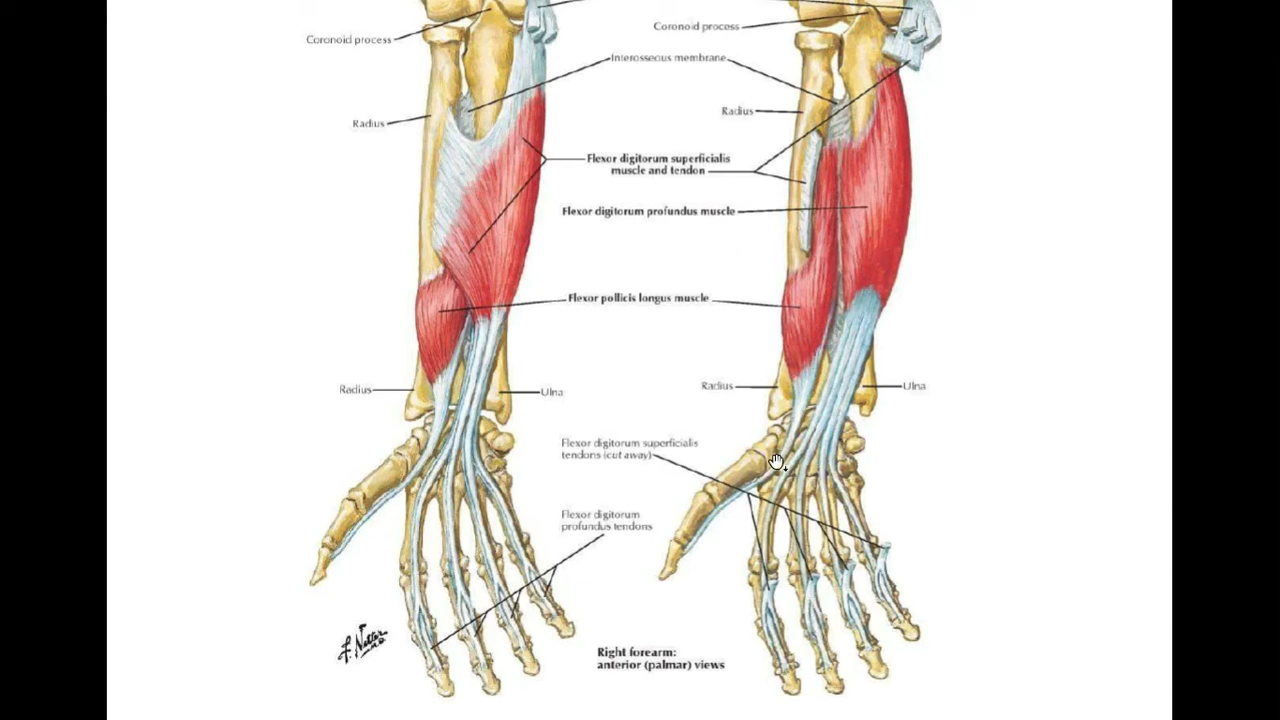 Coronoid process
Coronoid process
Interosseous membrane
Radius
Radius
Flexor digitorum superficialis
muscle and tendon
Flexor digitorum profundus muscle
Flexor pollicis longus muscle
Radius
Ulna
Radius
Ulna
Flexor digitorum superficialis
tendons (cut away)
Flexor digitorum
profundus tendons
F. Netter
M.D.
Right forearm:
anterior (palmar) views